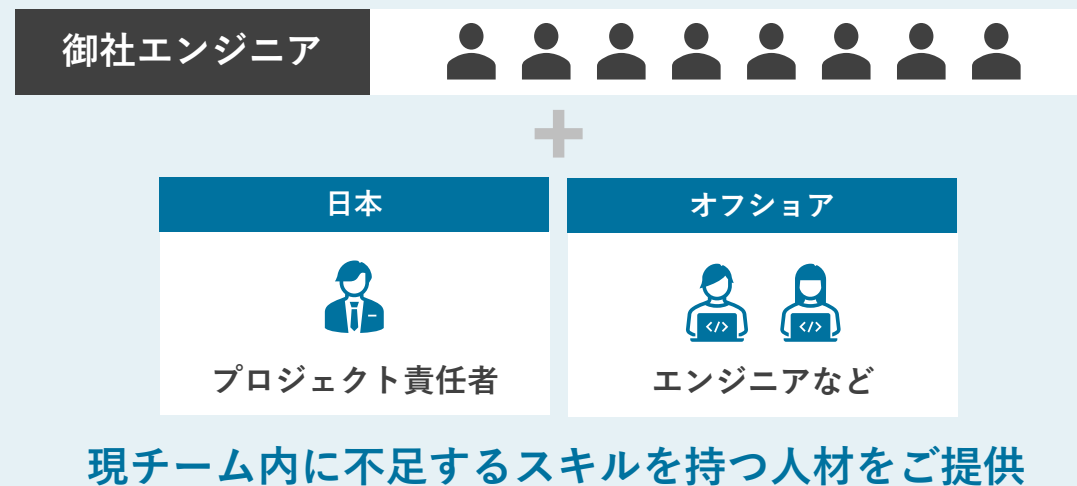 御社エンジニア
日本
オフショア
</>
</>
プロジェクト責任者
エンジニアなど
現チーム内に不足するスキルを持つ人材をご提供